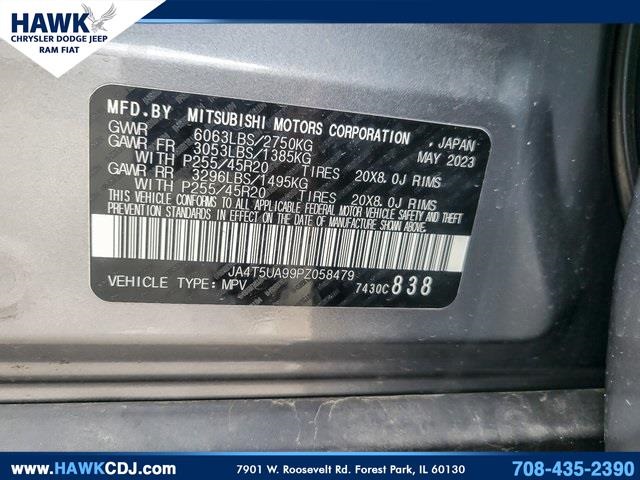 HAWK
CHRYSLER DODGE JEEP
RAM FIAT
MFD.BY MITSUBISHI MOTORS CORPORATION , JAPAN
GVWR 6063LBS/2750KG MAY 2023
GAWR FR 3053LBS/1385KG
WITH P255/45R20 TIRES 20X8.0J RIMS
GAWR RR 3296LBS/1495KG
WITH P255/45R20 TIRES 20X8.0J RIMS
THIS VEHICLE CONFORMS TO ALL APPLICABLE FEDERAL MOTOR VEHICLE SAFETY AND THEFT
PREVENTION STANDARDS IN EFFECT ON THE DATE OF MANUFACTURE SHOWN ABOVE.
JA4T5UA99PZ058479
VEHICLE TYPE: MPV 7430C 838
www.HAWKCDJ.com 7901 W. Roosevelt Rd. Forest Park, IL 60130 708-435-2390